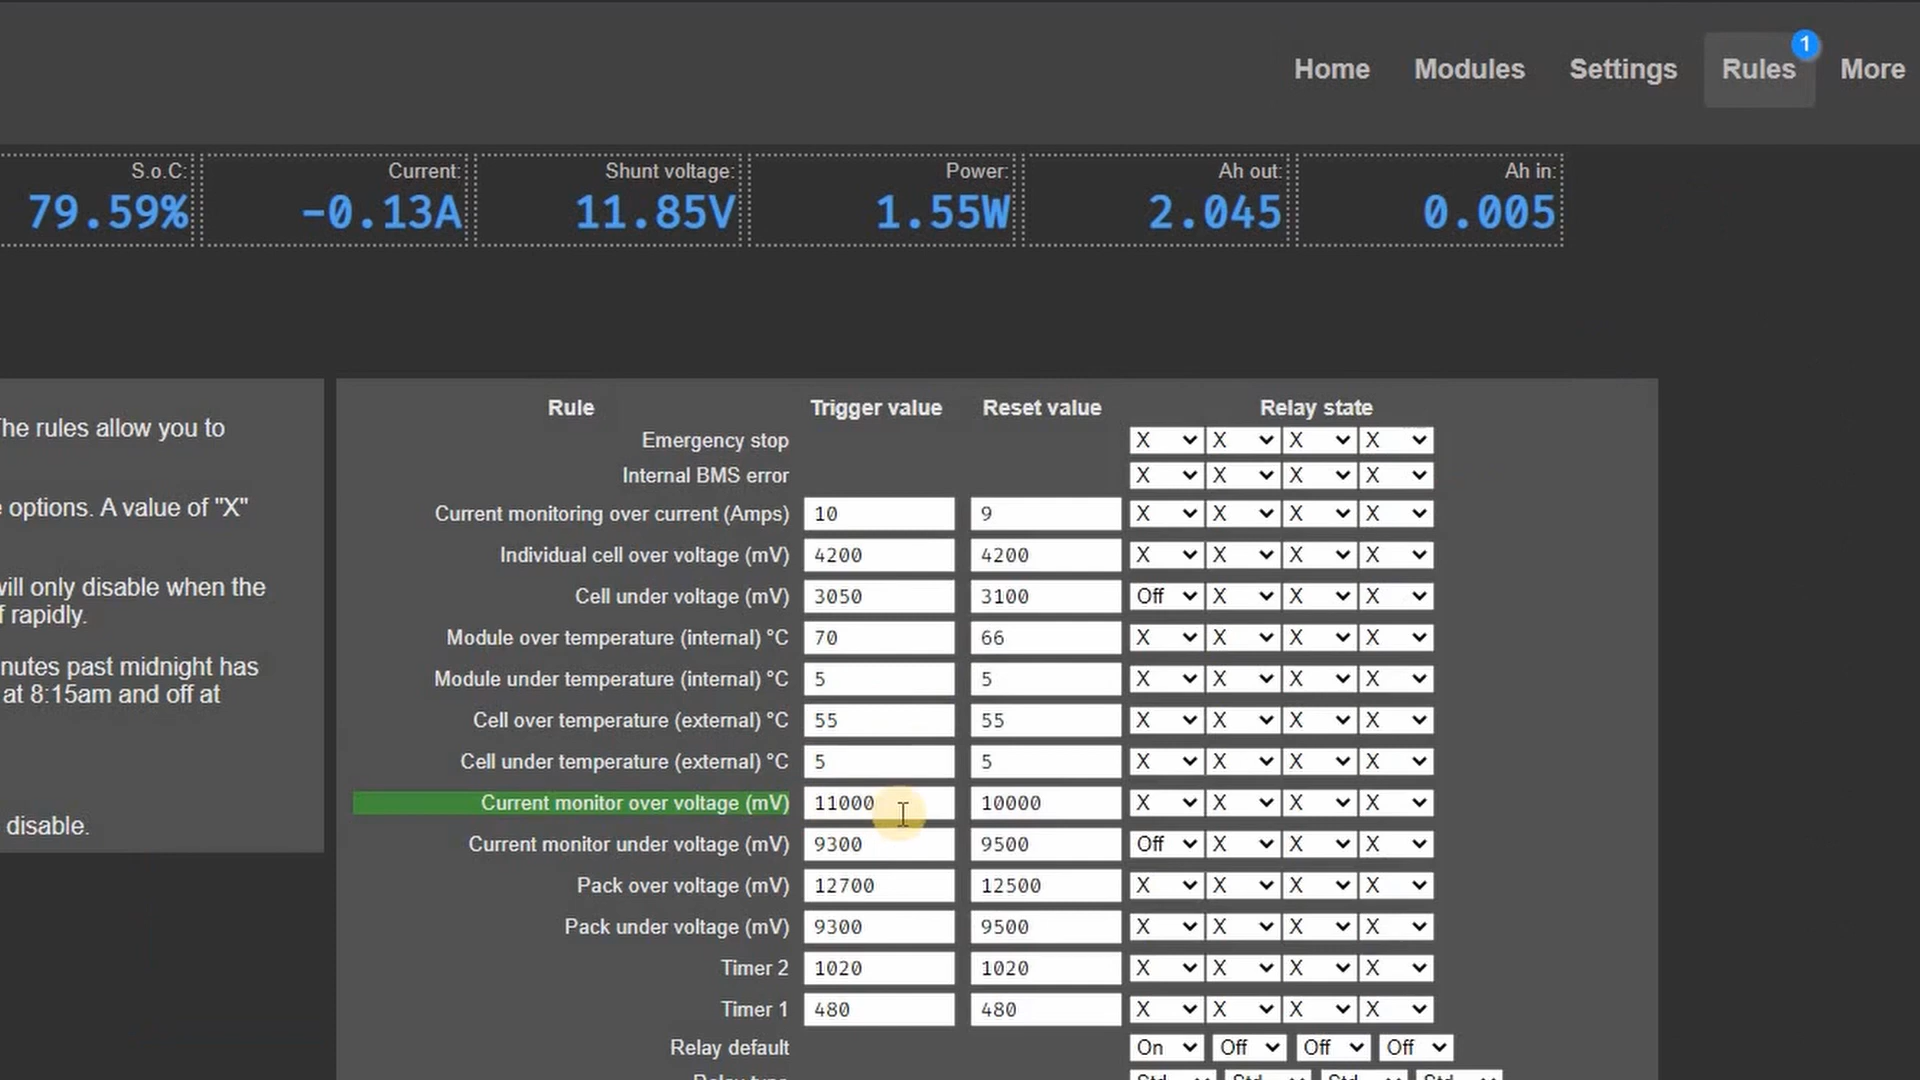 Home Modules Settings Rules 1 More
S.o.C: Current: Shunt voltage: Power: Ah out: Ah in:
79.59% -0.13A 11.85V 1.55W 2.045 0.005
The rules allow you to
options. A value of "X"
will only disable when the
rapidly.
past midnight has
at 8:15am and off at
disable.
Rule Trigger value Reset value Relay state
Emergency stop X X X X
Internal BMS error X X X X
Current monitoring over current (Amps) 10 9 X X X X
Individual cell over voltage (mV) 4200 4200 X X X X
Cell under voltage (mV) 3050 3100 Off X X X
Module over temperature (internal) °C 70 66 X X X X
Module under temperature (internal) °C 5 5 X X X X
Cell over temperature (external) °C 55 55 X X X X
Cell under temperature (external) °C 5 5 X X X X
Current monitor over voltage (mV) 11000 10000 X X X X
Current monitor under voltage (mV) 9300 9500 Off X X X
Pack over voltage (mV) 12700 12500 X X X X
Pack under voltage (mV) 9300 9500 X X X X
Timer 2 1020 1020 X X X X
Timer 1 480 480 X X X X
Relay default On Off Off Off